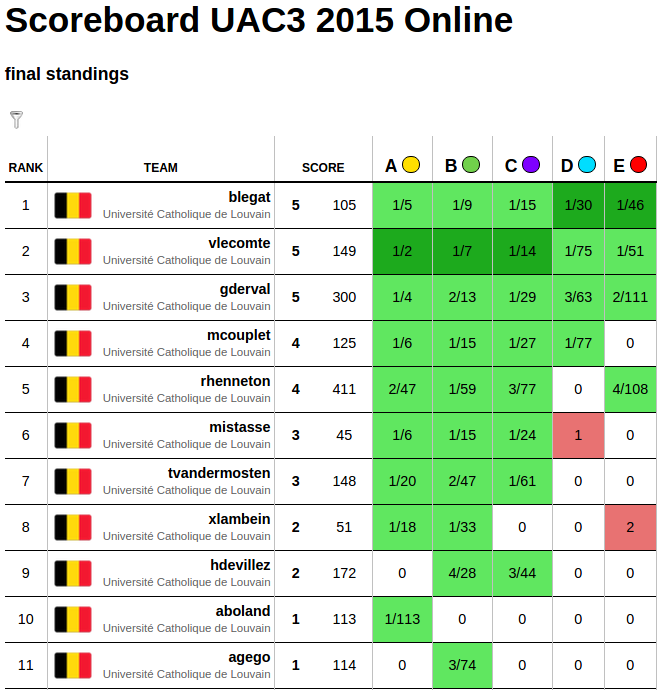 Scoreboard UAC3 2015 Online
final standings
RANK TEAM SCORE A B C D E
1 blegat 5 105 1/5 1/9 1/15 1/30 1/46
Université Catholique de Louvain
2 vlecomte 5 149 1/2 1/7 1/14 1/75 1/51
Université Catholique de Louvain
3 gderval 5 300 1/4 2/13 1/29 3/63 2/111
Université Catholique de Louvain
4 mcouplet 4 125 1/6 1/15 1/27 1/77 0
Université Catholique de Louvain
5 rhenneton 4 411 2/47 1/59 3/77 0 4/108
Université Catholique de Louvain
6 mistasse 3 45 1/6 1/15 1/24 1 0
Université Catholique de Louvain
7 tvandermosten 3 148 1/20 2/47 1/61 0 0
Université Catholique de Louvain
8 xlambein 2 51 1/18 1/33 0 0 2
Université Catholique de Louvain
9 hdevillez 2 172 0 4/28 3/44 0 0
Université Catholique de Louvain
10 aboland 1 113 1/113 0 0 0 0
Université Catholique de Louvain
11 agego 1 114 0 3/74 0 0 0
Université Catholique de Louvain